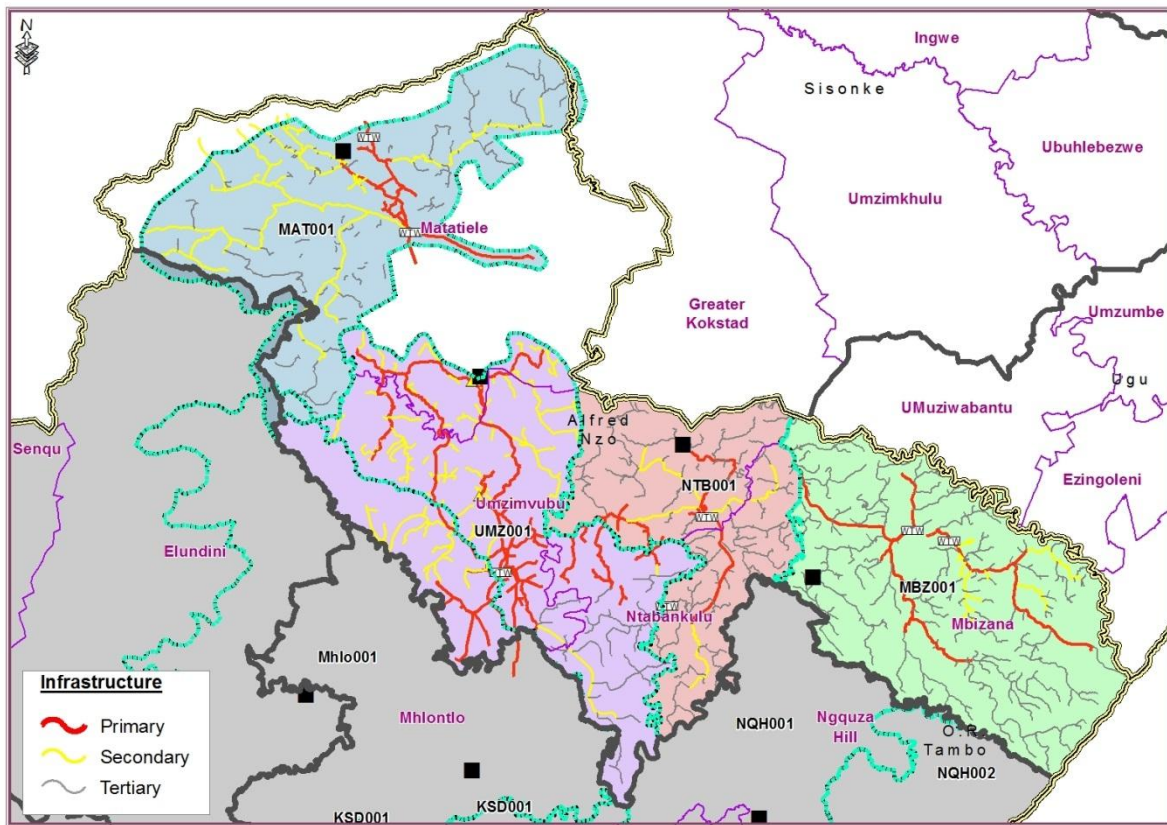 N
Ingwe
Sisonke
Ubuhlebezwe
Umzimkhulu
WTW
MAT001
WTW
Matatiele
Greater
Kokstad
Umzumbe
Ugu
UMuziwabantu
Alfred
Nzo
Senqu
Ezingoleni
NTB001
Umzimvubu
WTW
UMZ001
WTW
WTW
Elundini
MBZ001
Mbizana
Ntabankulu
Mhlo001
Infrastructure
Primary
Secondary
Tertiary
Mhlontlo
NQH001
Ngquza
Hill
O.R.
Tambo
NQH002
KSD001
KSD001